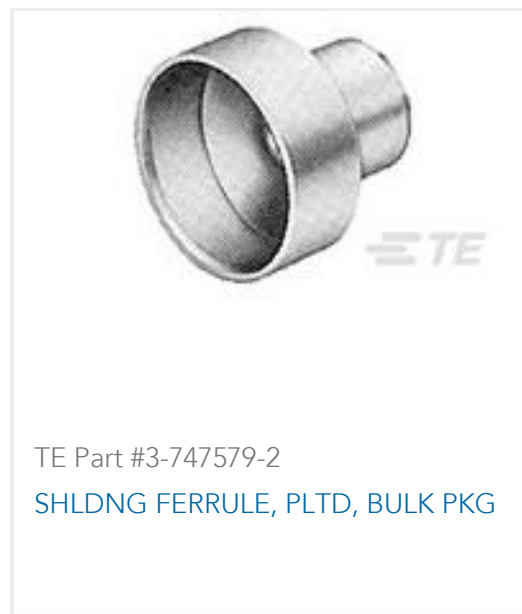 TE
TE Part #3-747579-2
SHLDNG FERRULE, PLTD, BULK PKG